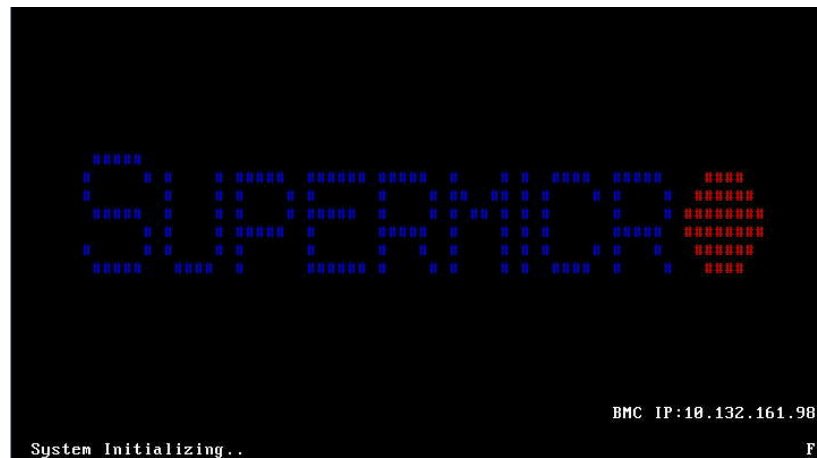 SUPERMICRO
BMC IP:10.132.161.98
System Initializing..
F